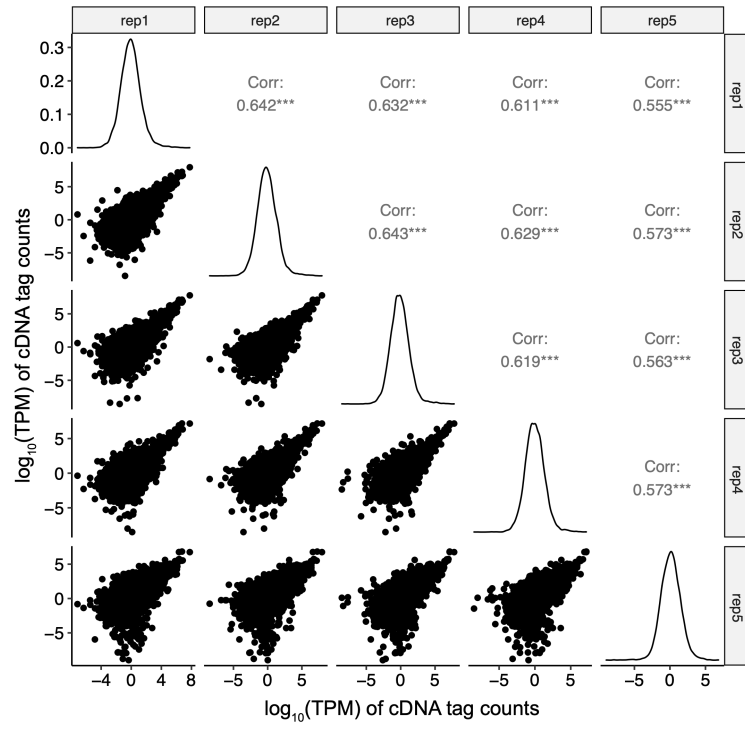 rep1 rep2 rep3 rep4 rep5
0.3
0.2
0.1
0.0
Corr:
0.642***
Corr:
0.632***
Corr:
0.611***
Corr:
0.555***
rep1
5
0
−5
Corr:
0.643***
Corr:
0.629***
Corr:
0.573***
rep2
5
0
−5
Corr:
0.619***
Corr:
0.563***
rep3
5
0
−5
Corr:
0.573***
rep4
5
0
−5
rep5
log₁₀(TPM) of cDNA tag counts
−4 0 4 8 −5 0 5 −5 0 5 −5 0 5 −5 0 5
log₁₀(TPM) of cDNA tag counts